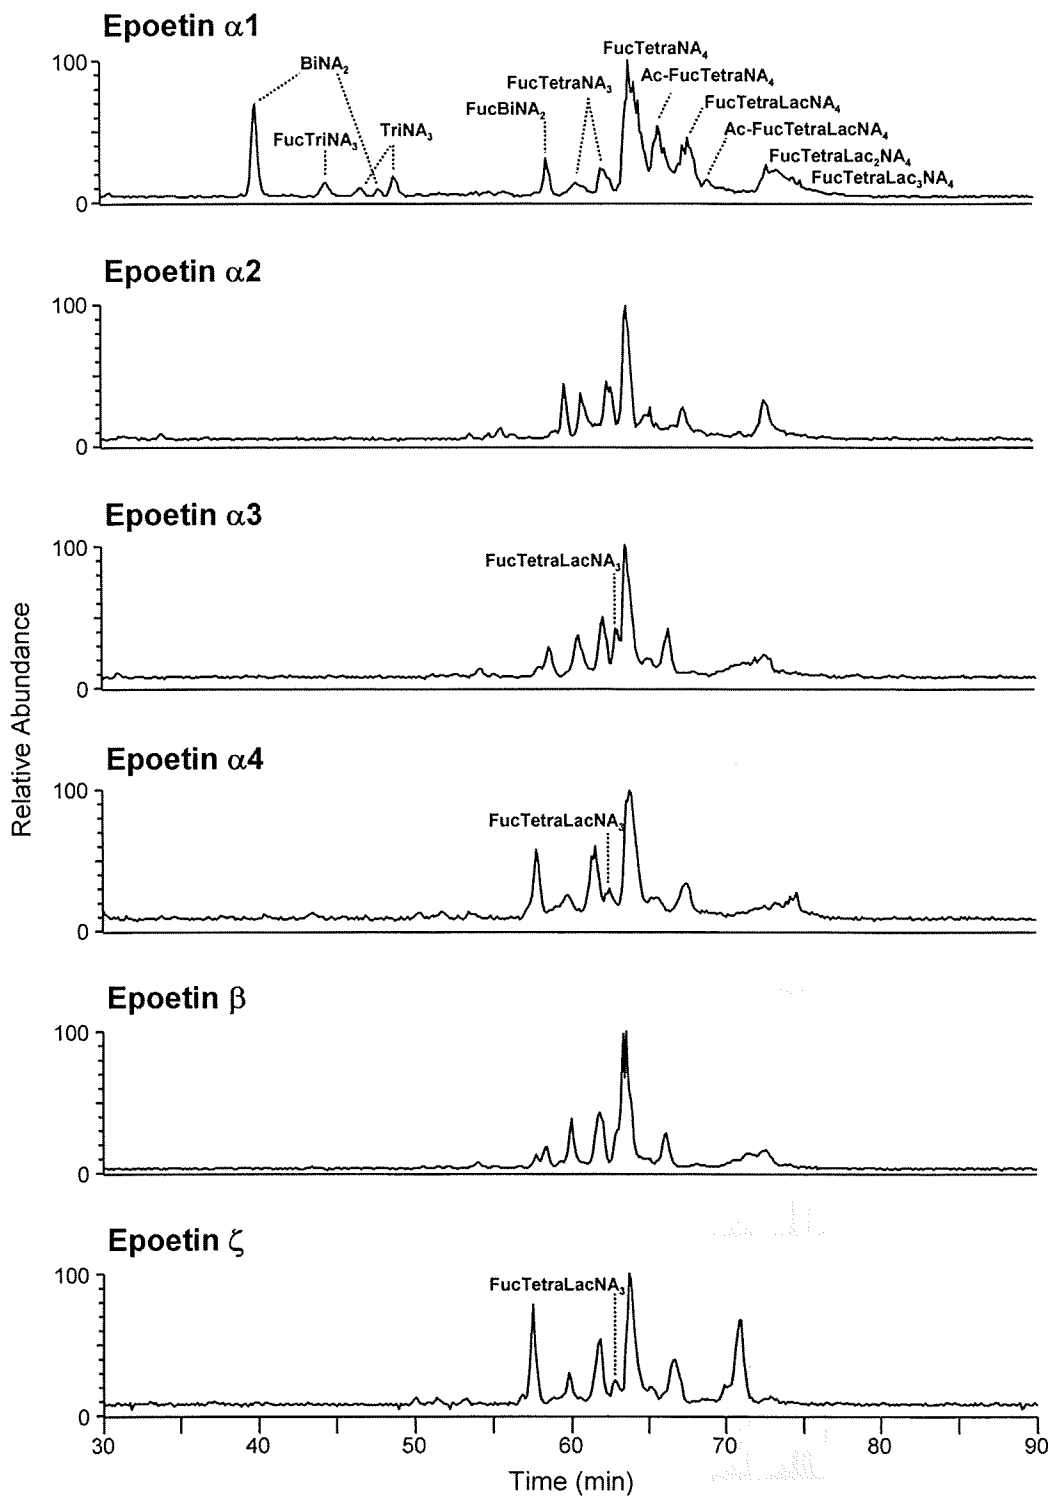 Epoetin α1
100
0
BiNA2
FucTriNA3
TriNA3
FucBiNA2
FucTetraNA3
FucTetraNA4
Ac-FucTetraNA4
FucTetraLacNA4
Ac-FucTetraLacNA4
FucTetraLac2NA4
FucTetraLac3NA4
Epoetin α2
100
0
Epoetin α3
100
0
FucTetraLacNA3
Relative Abundance
Epoetin α4
100
0
FucTetraLacNA3
Epoetin β
100
0
Epoetin ζ
100
0
FucTetraLacNA3
30 40 50 60 70 80 90
Time (min)